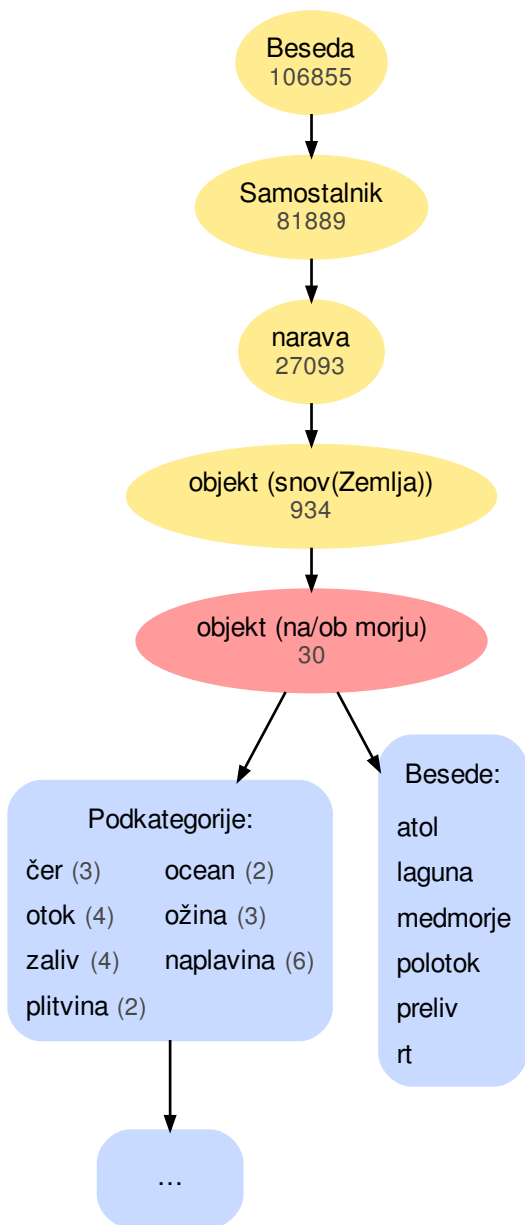 Beseda
106855
Samostalnik
81889
narava
27093
objekt (snov(Zemlja))
934
objekt (na/ob morju)
30
Podkategorije:
čer (3) ocean (2)
otok (4) ožina (3)
zaliv (4) naplavina (6)
plitvina (2)
Besede:
atol
laguna
medmorje
polotok
preliv
rt
…